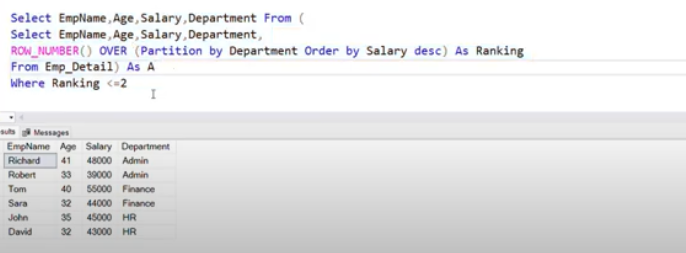 Select EmpName,Age,Salary,Department From (
Select EmpName,Age,Salary,Department,
ROW_NUMBER() OVER (Partition by Department Order by Salary desc) As Ranking
From Emp_Detail) As A
Where Ranking <=2
sults Messages
EmpName Age Salary Department
Richard 41 48000 Admin
Robert 33 39000 Admin
Tom 40 55000 Finance
Sara 32 44000 Finance
John 35 45000 HR
David 32 43000 HR